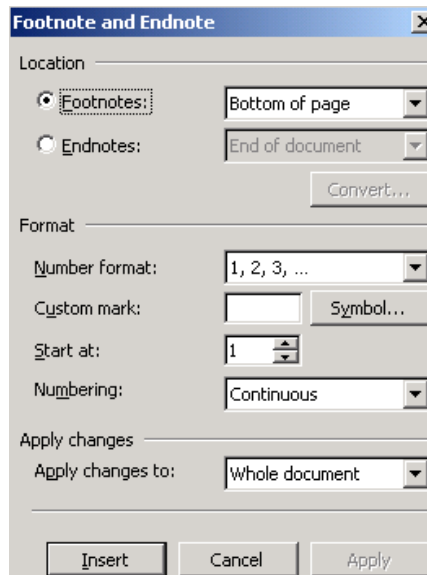 Footnote and Endnote
Location
Footnotes: Bottom of page
Endnotes: End of document
Convert...
Format
Number format: 1, 2, 3, ...
Custom mark: Symbol...
Start at: 1
Numbering: Continuous
Apply changes
Apply changes to: Whole document
Insert Cancel Apply